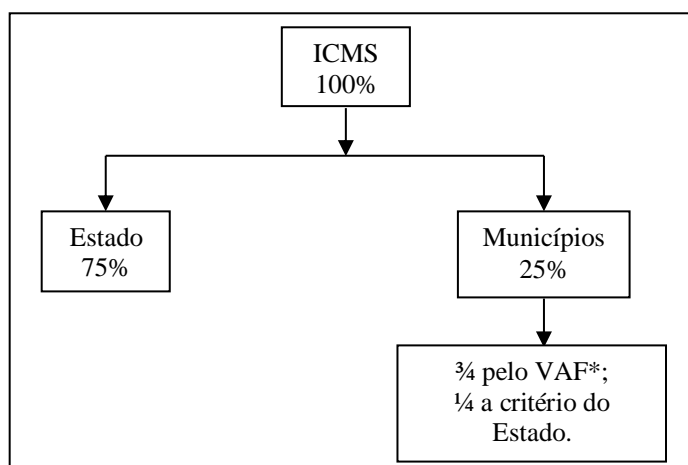 ICMS
100%
Estado
75%
Municípios
25%
¾ pelo VAF*;
¼ a critério do
Estado.